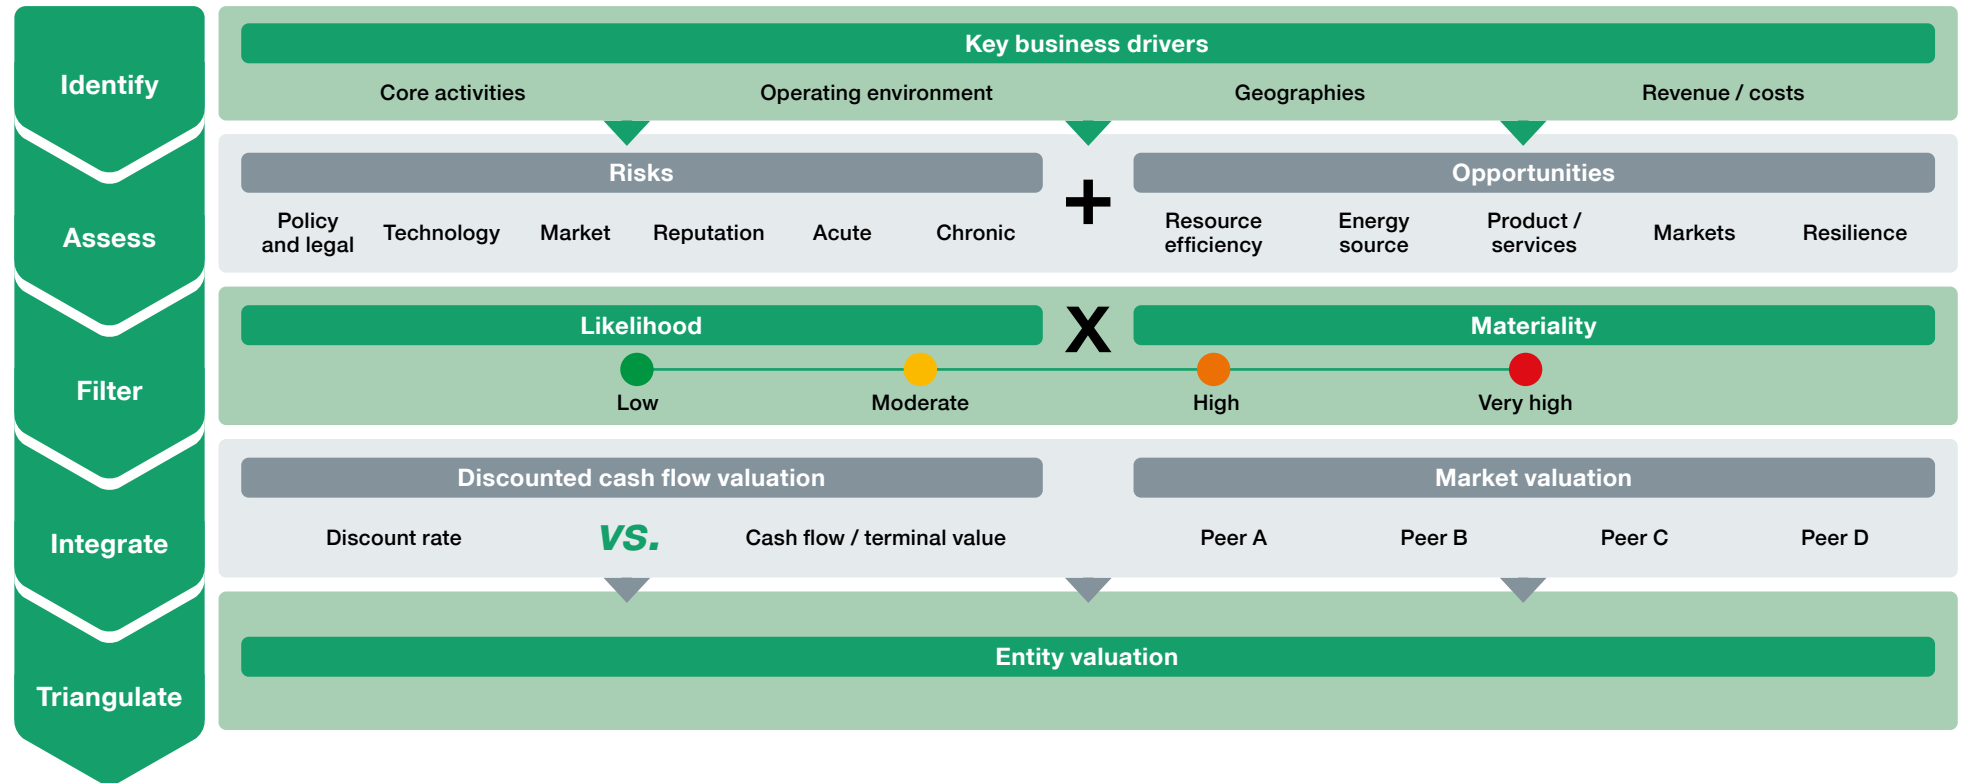 Identify
Key business drivers
Core activities
Operating environment
Geographies
Revenue / costs
Assess
Risks
Policy
and legal
Technology
Market
Reputation
Acute
Chronic
+
Opportunities
Resource
efficiency
Energy
source
Product /
services
Markets
Resilience
Filter
Likelihood
X
Materiality
Low
Moderate
High
Very high
Integrate
Discounted cash flow valuation
Discount rate
vs.
Cash flow / terminal value
Market valuation
Peer A
Peer B
Peer C
Peer D
Triangulate
Entity valuation